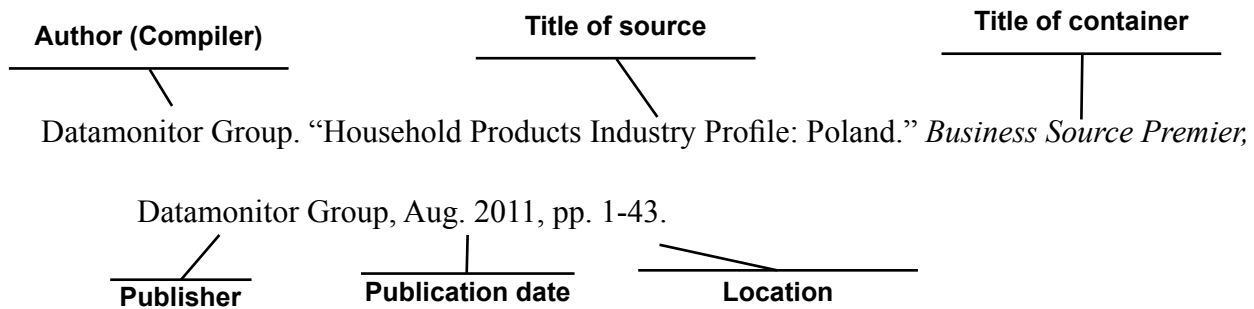 Author (Compiler)
Title of source
Title of container
Datamonitor Group. “Household Products Industry Profile: Poland.” Business Source Premier,
Datamonitor Group, Aug. 2011, pp. 1-43.
Publisher
Publication date
Location